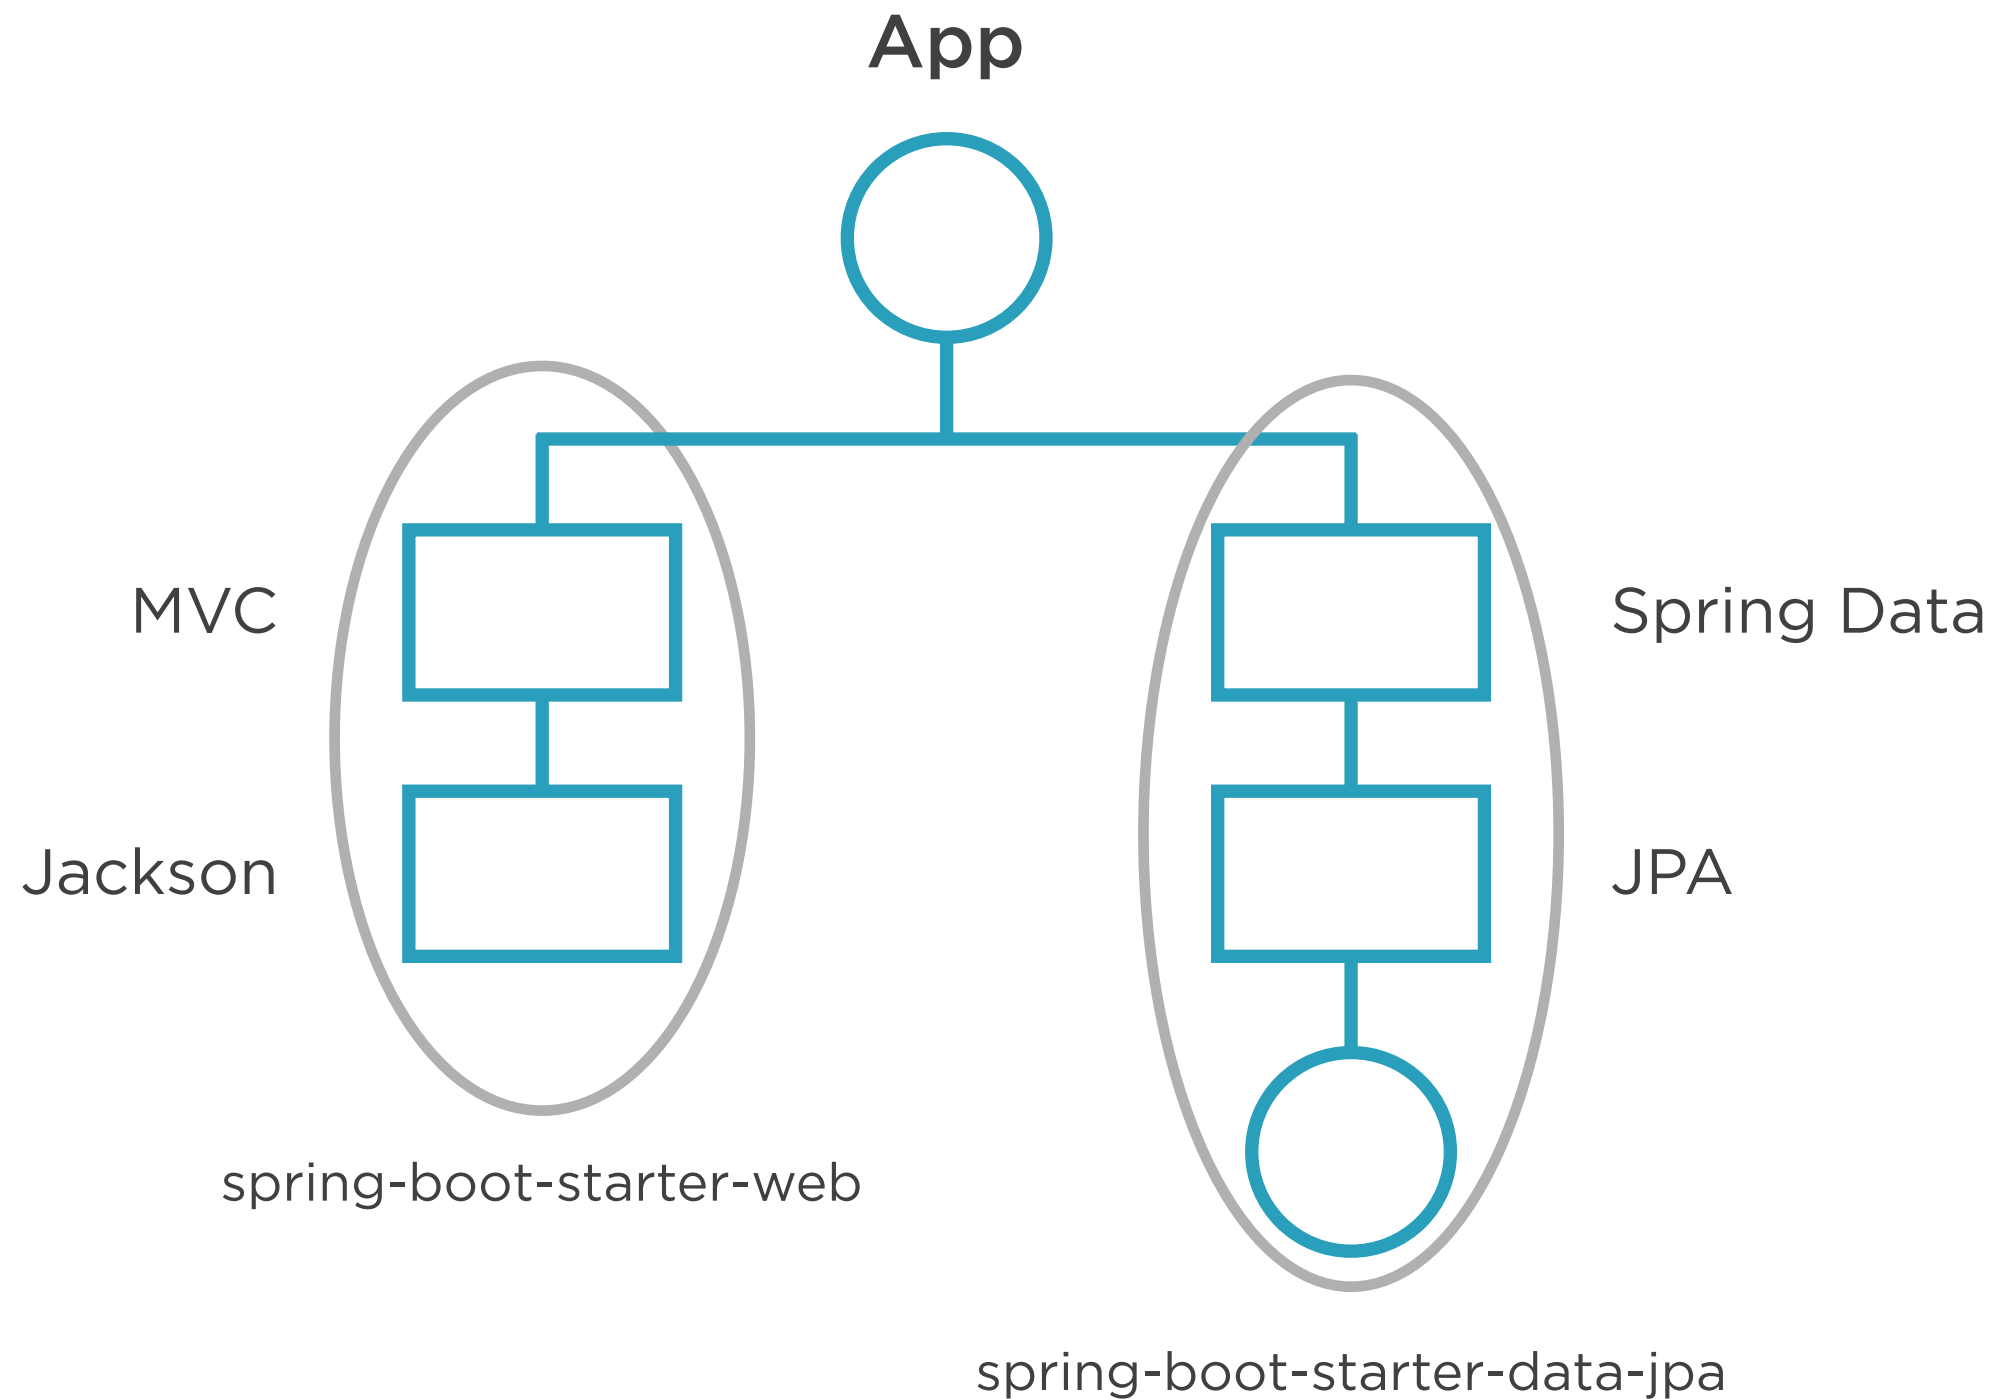 App
MVC
Spring Data
Jackson
JPA
spring-boot-starter-web
spring-boot-starter-data-jpa